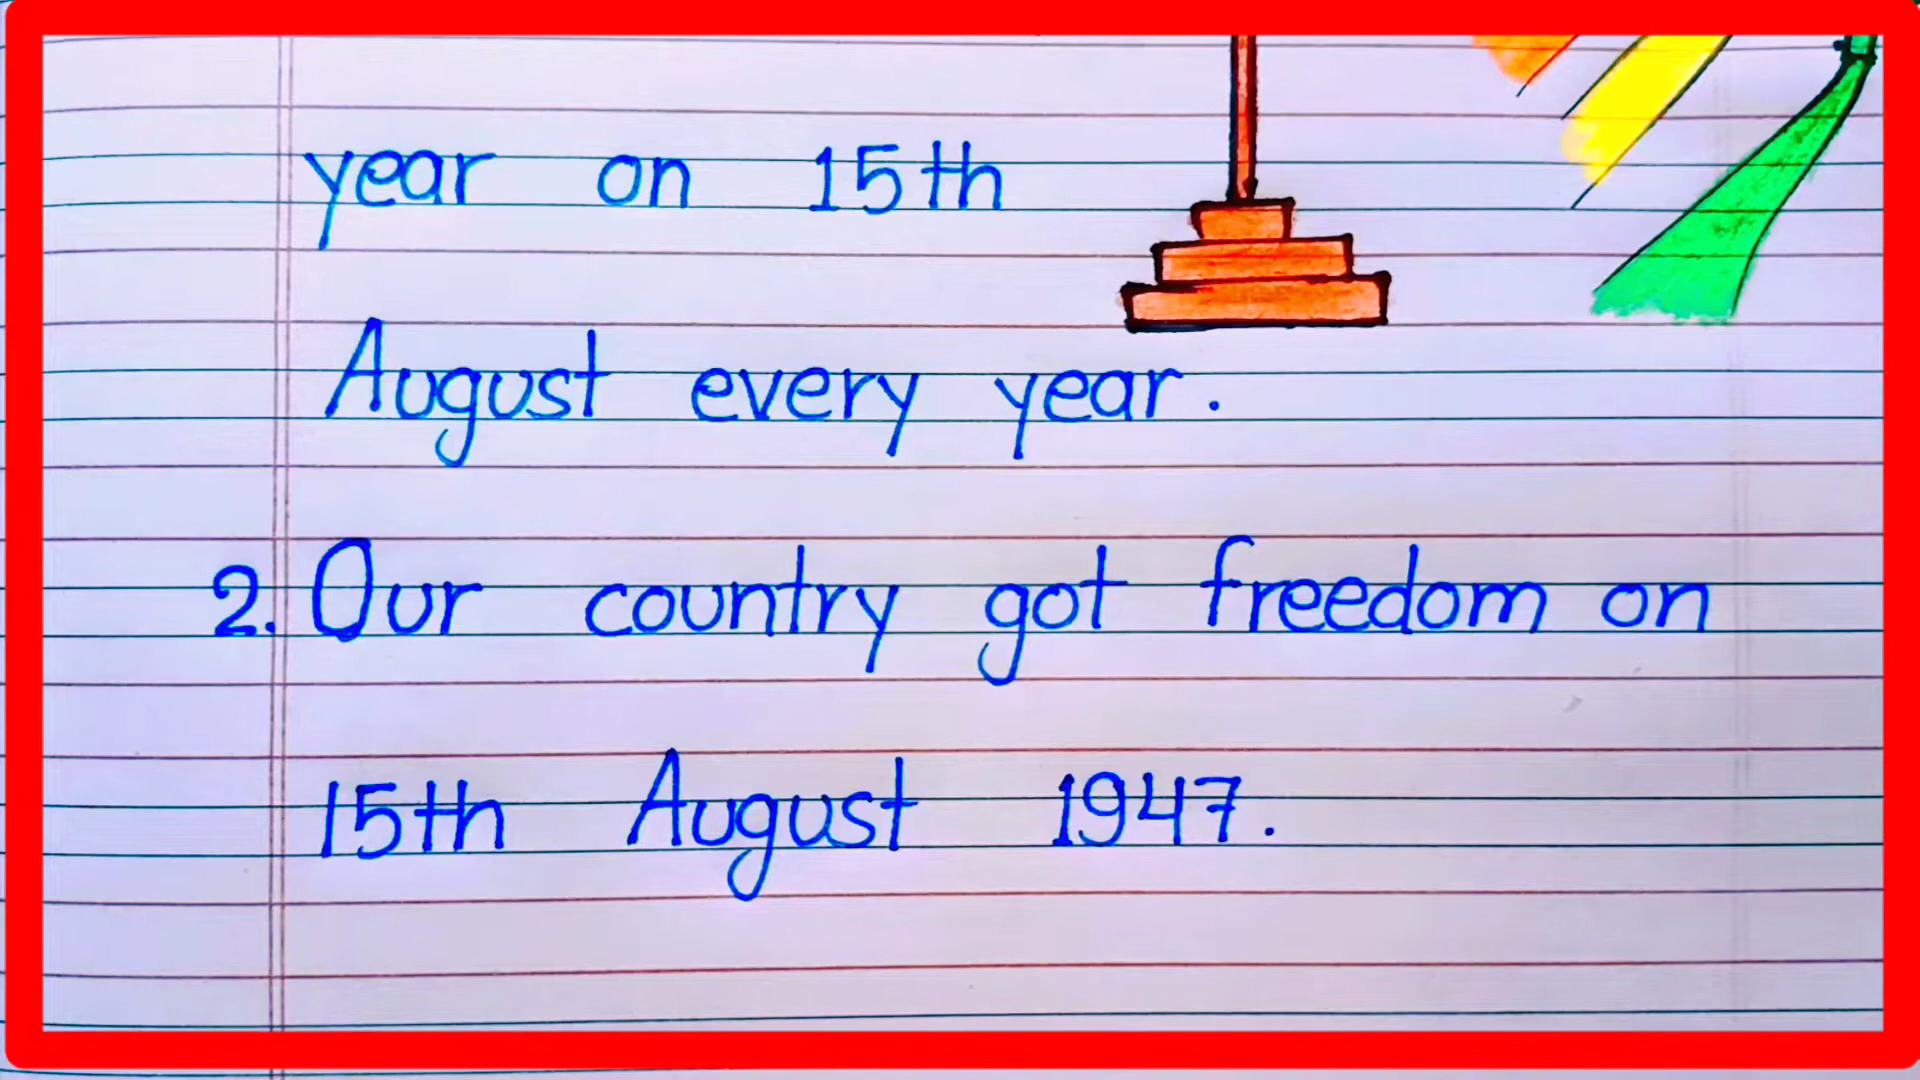 year on 15th
August every year.
2. Our country got freedom on
15th August 1947.